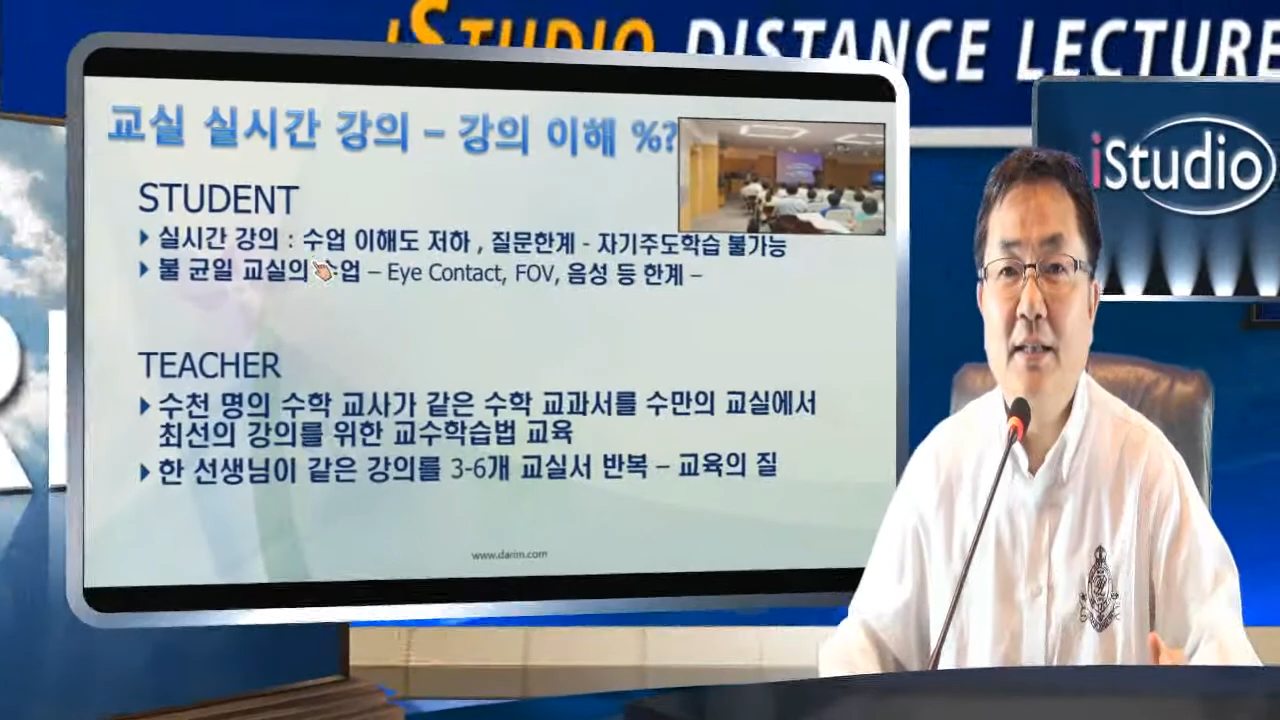 iSTUDIO DISTANCE LECTURE
iStudio
교실 실시간 강의 – 강의 이해 %?
STUDENT
실시간 강의 : 수업 이해도 저하 , 질문한계 - 자기주도학습 불가능
불 균일 교실의 업 – Eye Contact, FOV, 음성 등 한계 –
TEACHER
수천 명의 수학 교사가 같은 수학 교과서를 수만의 교실에서
최선의 강의를 위한 교수학습법 교육
한 선생님이 같은 강의를 3-6개 교실서 반복 – 교육의 질
www.darim.com